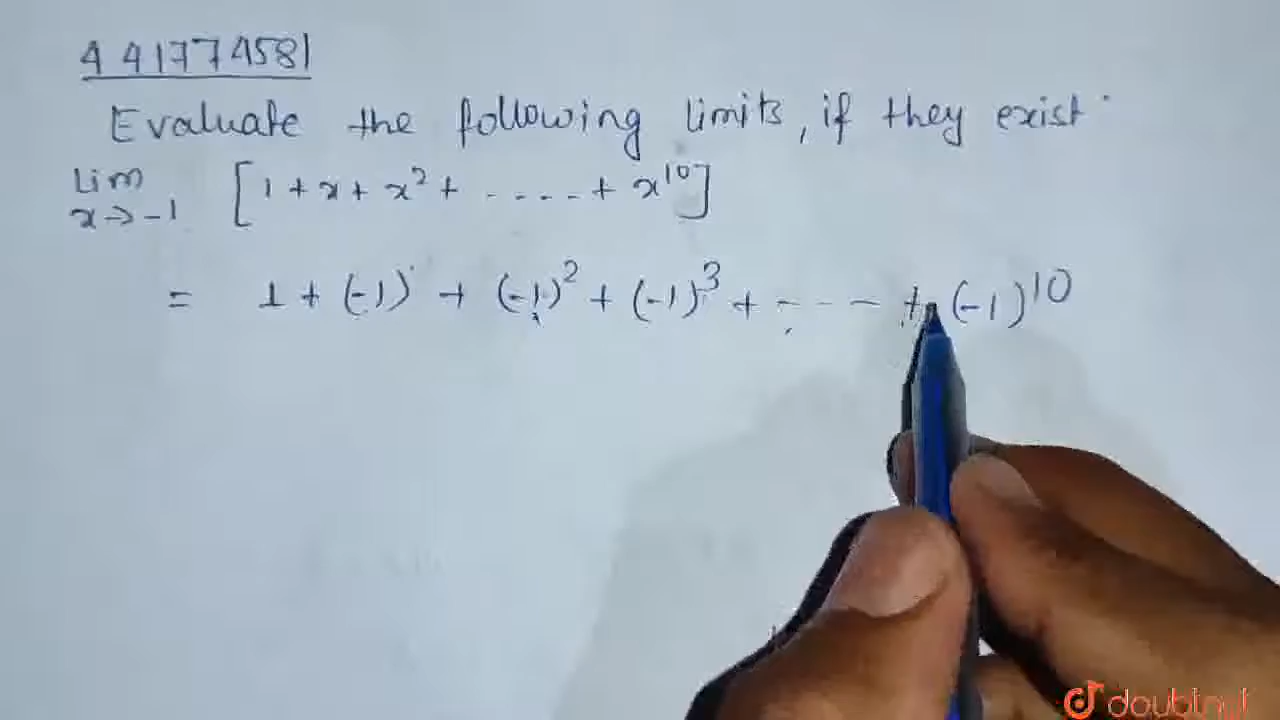 441774581
Evaluate the following limits, if they exist
Lim x→-1 [1 + x + x² + ..... + x¹⁰]
= 1 + (-1) + (-1)² + (-1)³ + ---- + (-1)¹⁰
doubtnut